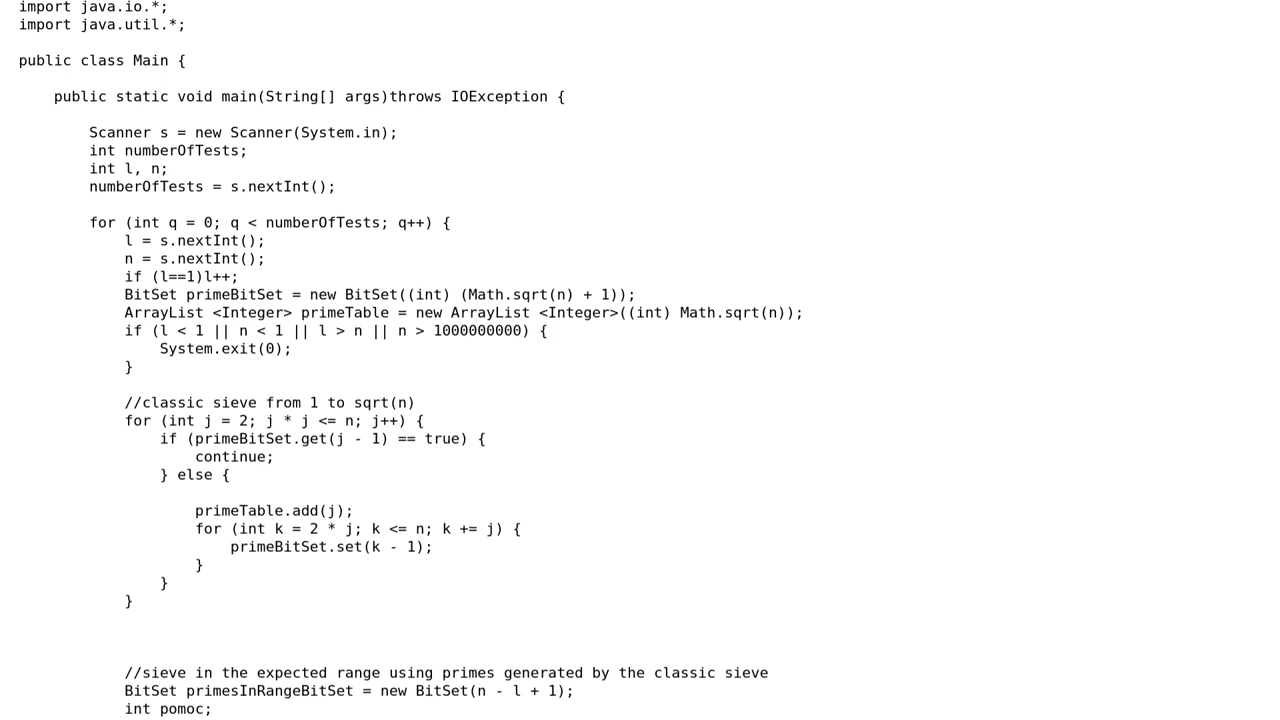 import java.io.*;
import java.util.*;
public class Main {
public static void main(String[] args)throws IOException {
Scanner s = new Scanner(System.in);
int numberOfTests;
int l, n;
numberOfTests = s.nextInt();
for (int q = 0; q < numberOfTests; q++) {
l = s.nextInt();
n = s.nextInt();
if (l==1)l++;
BitSet primeBitSet = new BitSet((int) (Math.sqrt(n) + 1));
ArrayList <Integer> primeTable = new ArrayList <Integer>((int) Math.sqrt(n));
if (l < 1 || n < 1 || l > n || n > 1000000000) {
System.exit(0);
}
//classic sieve from 1 to sqrt(n)
for (int j = 2; j * j <= n; j++) {
if (primeBitSet.get(j - 1) == true) {
continue;
} else {
primeTable.add(j);
for (int k = 2 * j; k <= n; k += j) {
primeBitSet.set(k - 1);
}
}
}
//sieve in the expected range using primes generated by the classic sieve
BitSet primesInRangeBitSet = new BitSet(n - l + 1);
int pomoc;